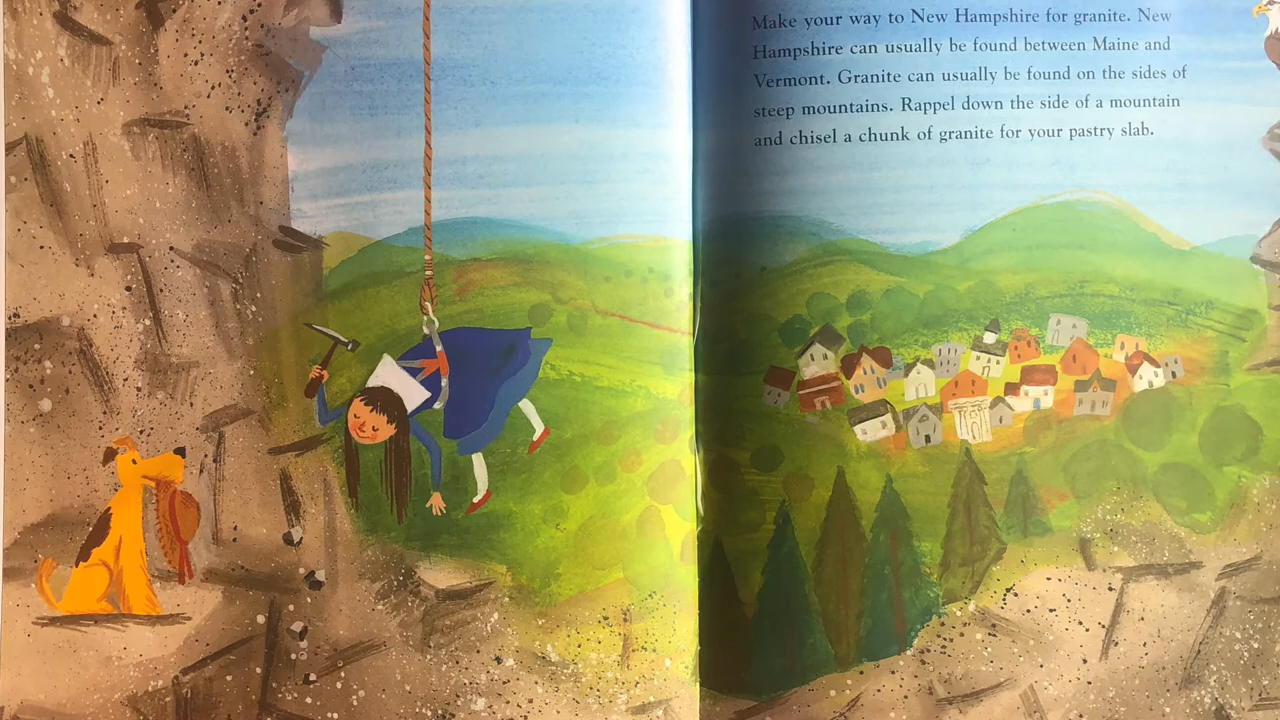 Make your way to New Hampshire for granite. New
Hampshire can usually be found between Maine and
Vermont. Granite can usually be found on the sides of
steep mountains. Rappel down the side of a mountain
and chisel a chunk of granite for your pastry slab.